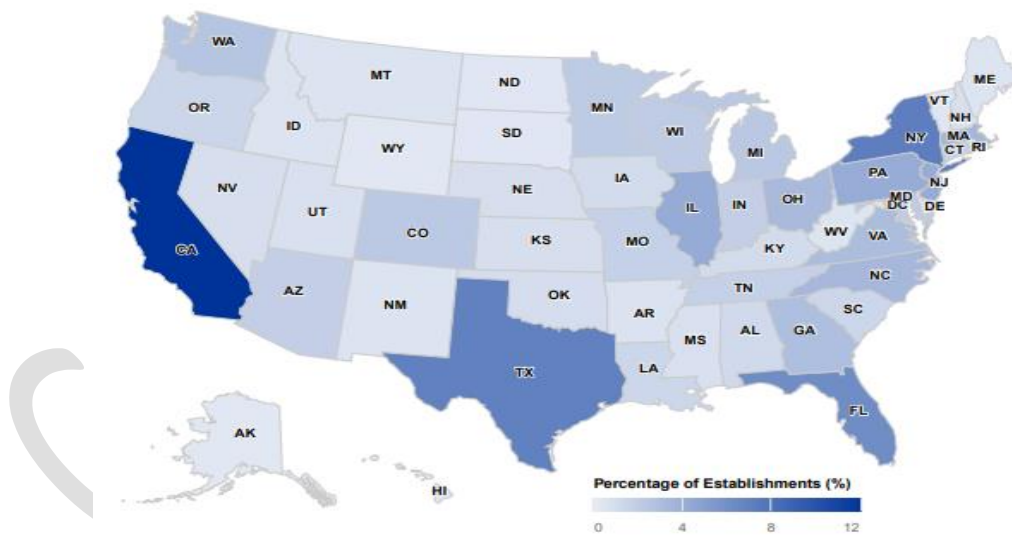 WA
MT
ND
ME
OR
ID
MN
VT
NH
SD
WI
NY
MA
WY
MI
CT
RI
IA
PA
NE
NJ
NV
OH
MD
UT
IL
IN
DC
DE
CA
CO
WV
VA
KS
MO
KY
NC
AZ
OK
TN
NM
AR
SC
MS
AL
GA
TX
LA
FL
AK
HI
Percentage of Establishments (%)
0 4 8 12